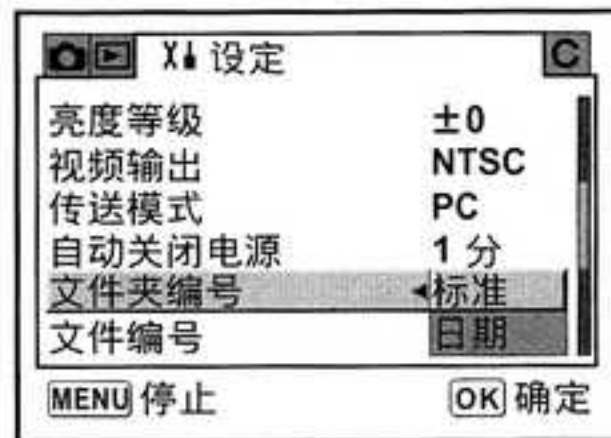 设定 C
亮度等级 ±0
视频输出 NTSC
传送模式 PC
自动关闭电源 1 分
文件夹编号 标准
文件编号 日期
MENU 停止 OK 确定